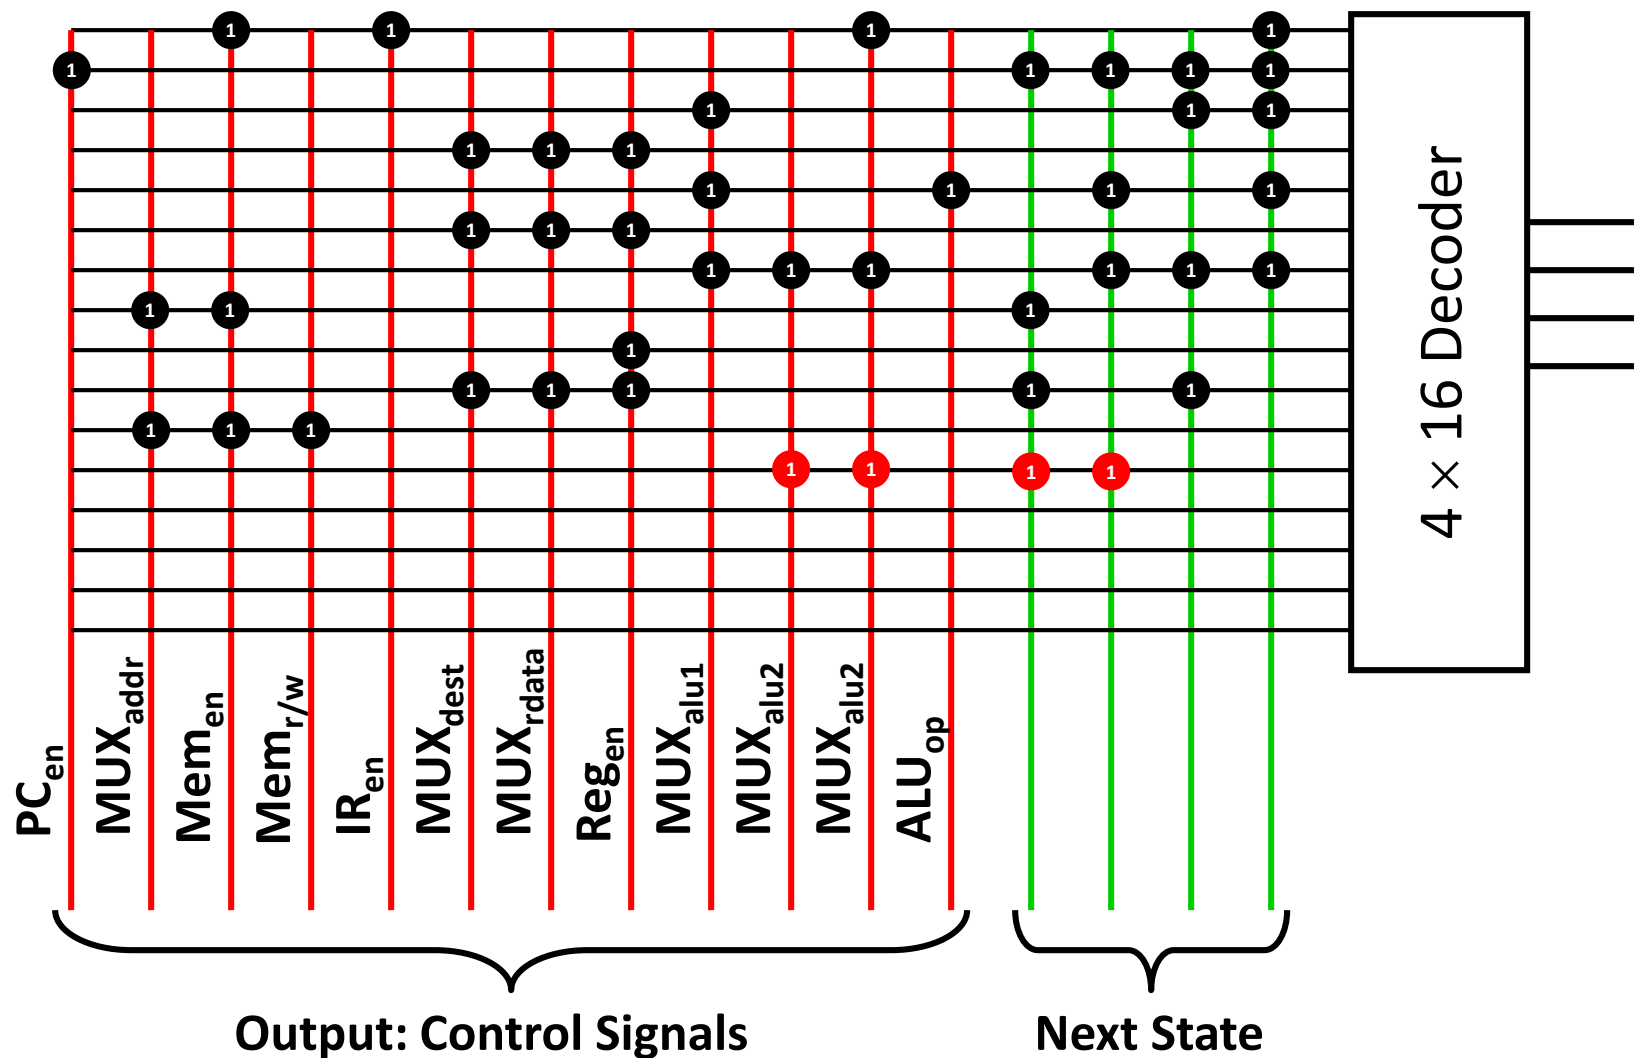 1 1 1 1
1 1 1 1 1
1 1 1
1 1 1
1 1 1 1
1 1 1
1 1 1 1 1 1
1 1 1
1
1 1 1 1 1
1 1 1
1 1 1 1
4 × 16 Decoder
PCen
MUXaddr
Memen
Memr/w
IRen
MUXdest
MUXrdata
Regen
MUXalu1
MUXalu2
MUXalu2
ALUop
Output: Control Signals
Next State